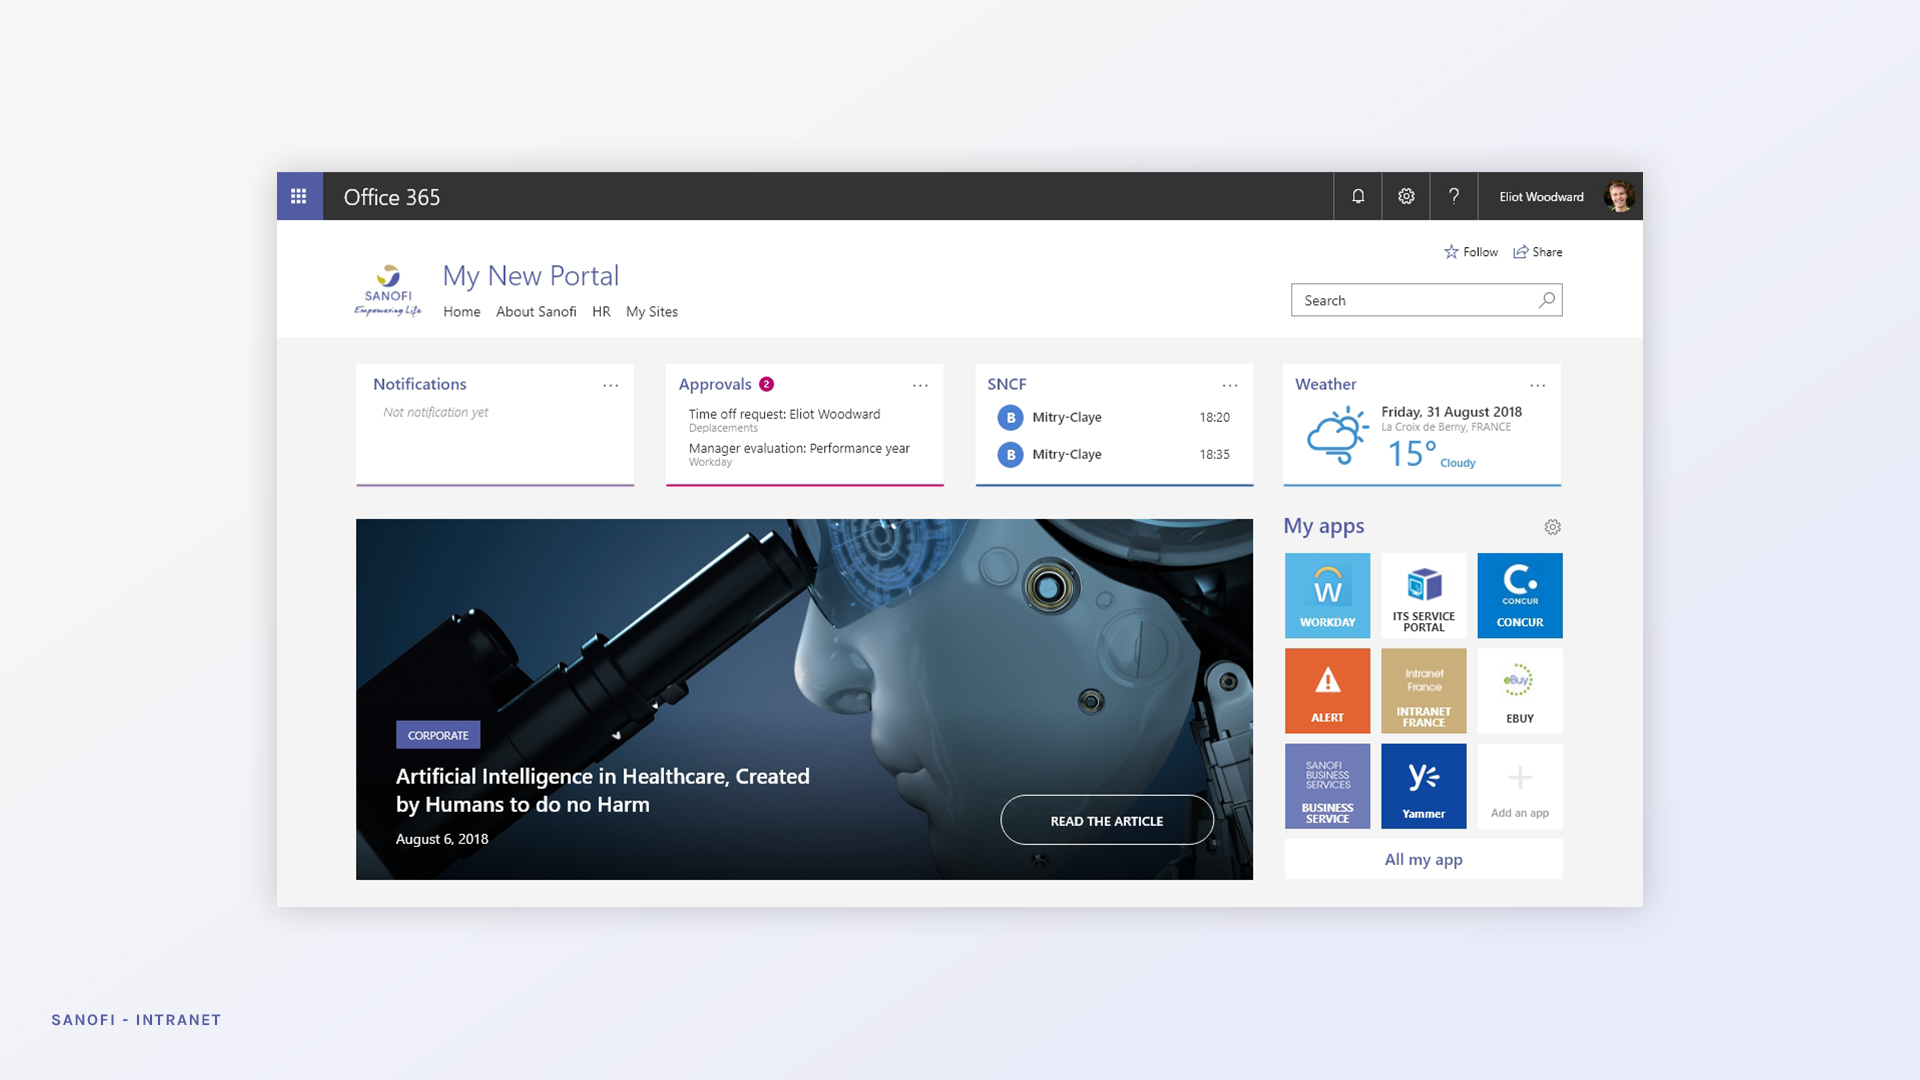 Office 365
?
Eliot Woodward
Follow
Share
SANOFI
Empowering Life
My New Portal
Home
About Sanofi
HR
My Sites
Search
Notifications
...
Not notification yet
Approvals
2
...
Time off request: Eliot Woodward
Deplacements
Manager evaluation: Performance year
Workday
SNCF
...
B
Mitry-Claye
18:20
B
Mitry-Claye
18:35
Weather
...
Friday, 31 August 2018
La Croix de Berny, FRANCE
15° Cloudy
CORPORATE
Artificial Intelligence in Healthcare, Created
by Humans to do no Harm
August 6, 2018
READ THE ARTICLE
My apps
W
WORKDAY
ITS SERVICE
PORTAL
C.
CONCUR
CONCUR
ALERT
Intranet
France
INTRANET
FRANCE
eBuy
EBUY
SANOFI
BUSINESS
SERVICES
BUSINESS
SERVICE
Yammer
Add an app
All my app
SANOFI - INTRANET